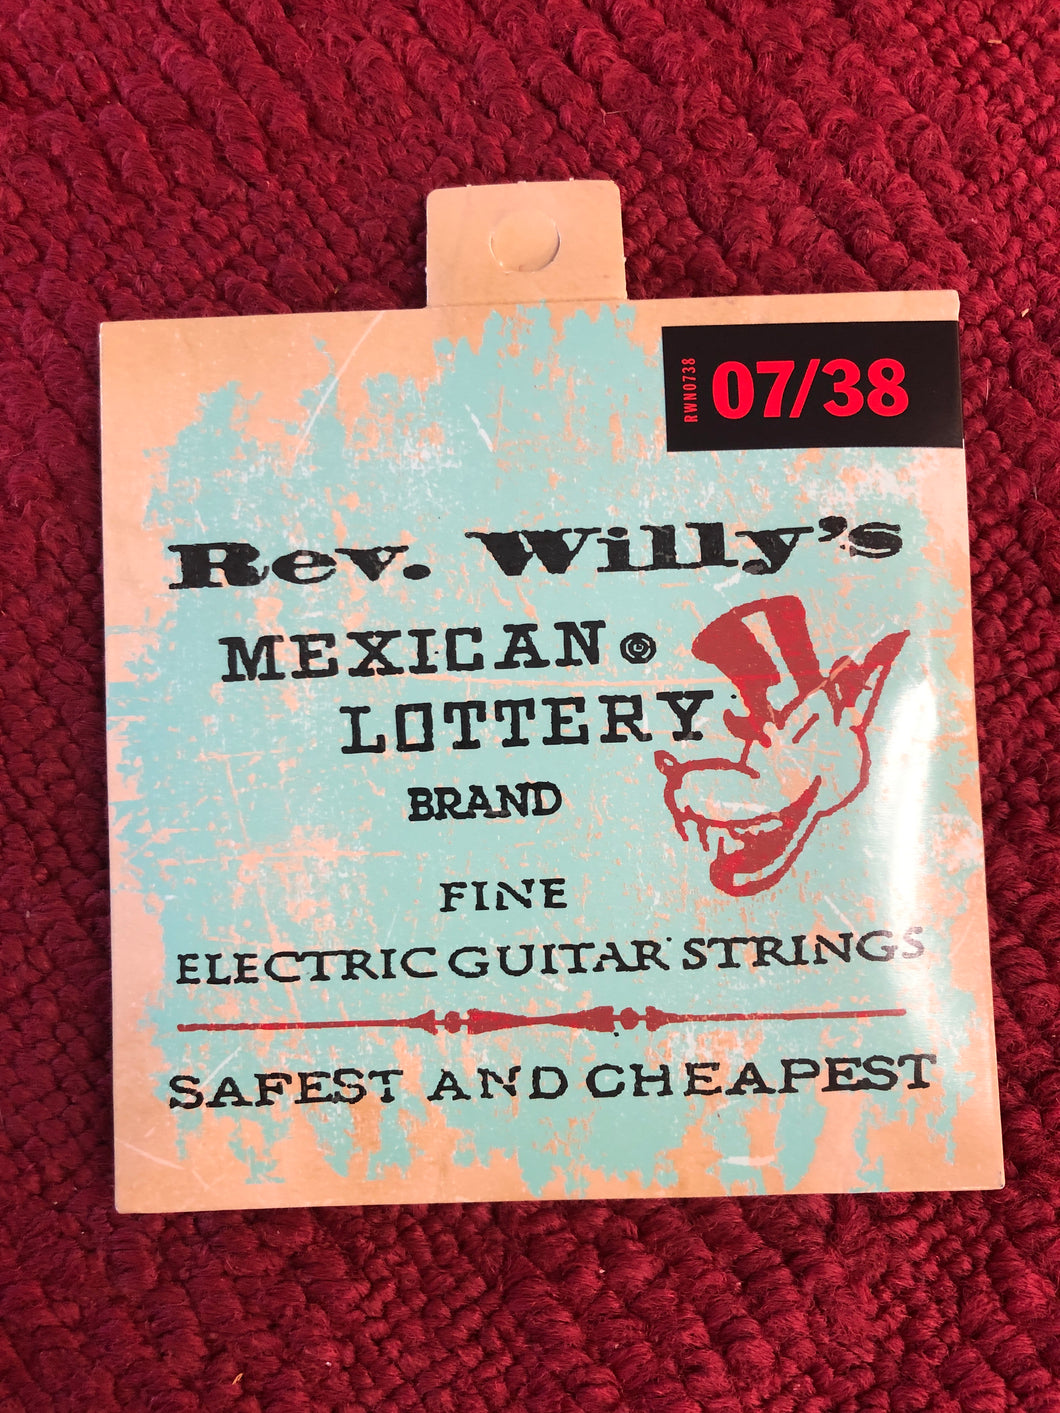 RWN0738
07/38
Rev. Willy's
MEXICAN
LOTTERY
BRAND
FINE
ELECTRIC GUITAR STRINGS
SAFEST AND CHEAPEST